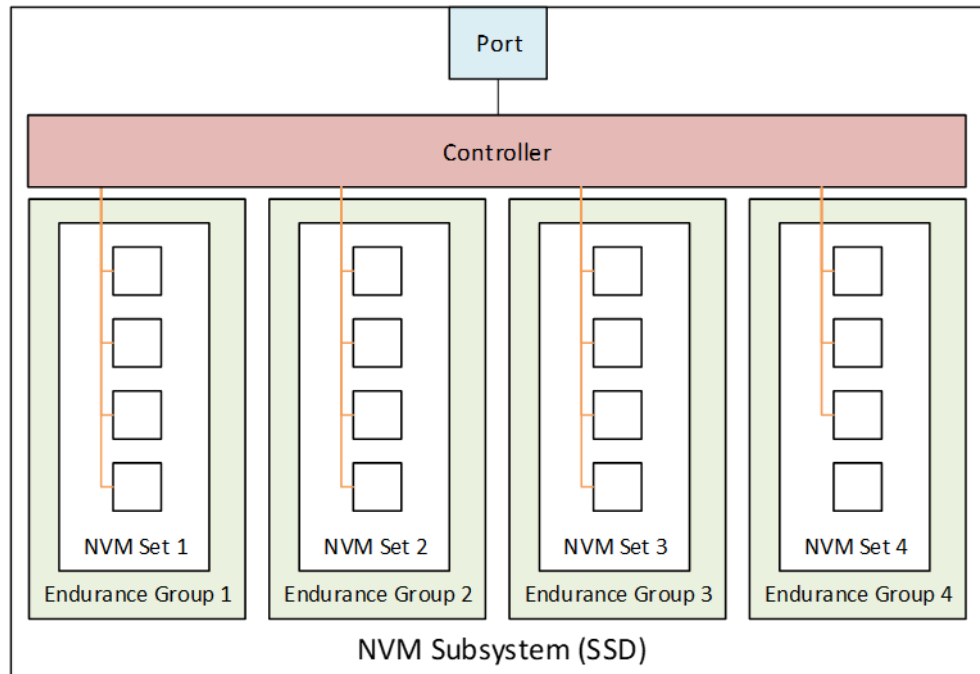 Port
Controller
NVM Set 1
NVM Set 2
NVM Set 3
NVM Set 4
Endurance Group 1
Endurance Group 2
Endurance Group 3
Endurance Group 4
NVM Subsystem (SSD)